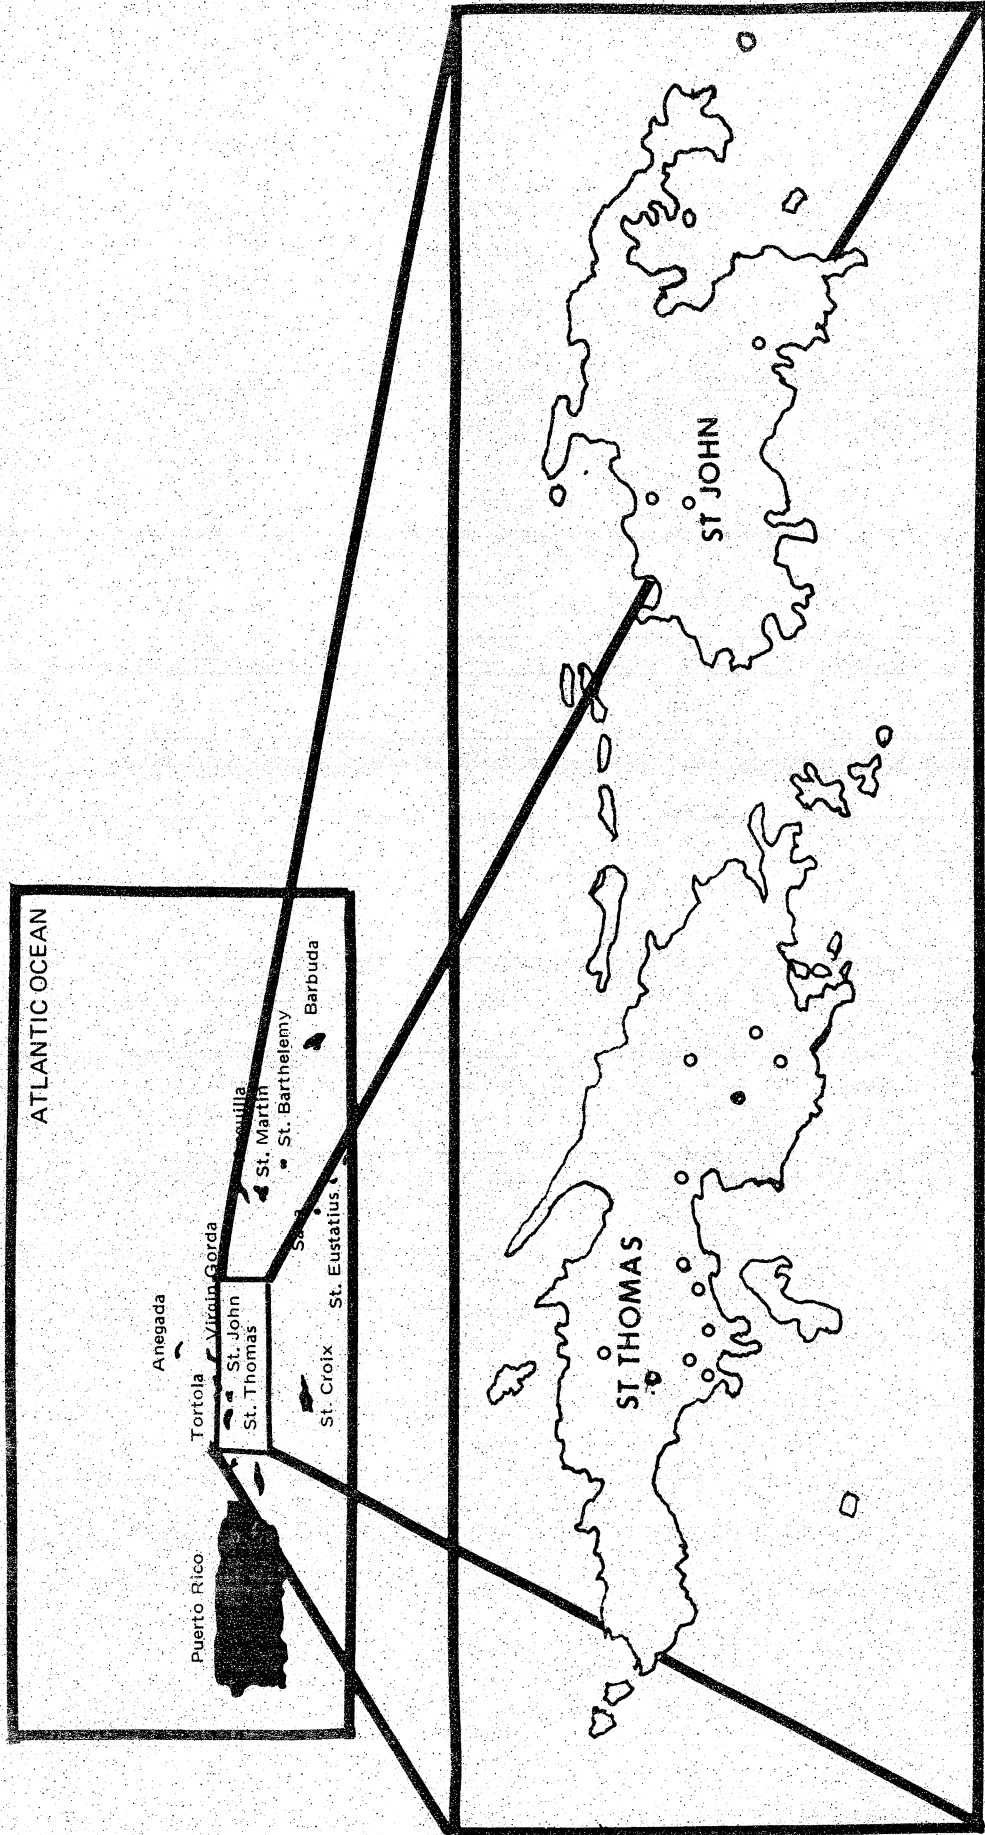 ATLANTIC OCEAN
Anegada
Tortola
Virgin Gorda
Puerto Rico
St. John
St. Thomas
St. Martin
St. Barthelemy
Barbuda
St. Croix
St. Eustatius
ST THOMAS
ST JOHN